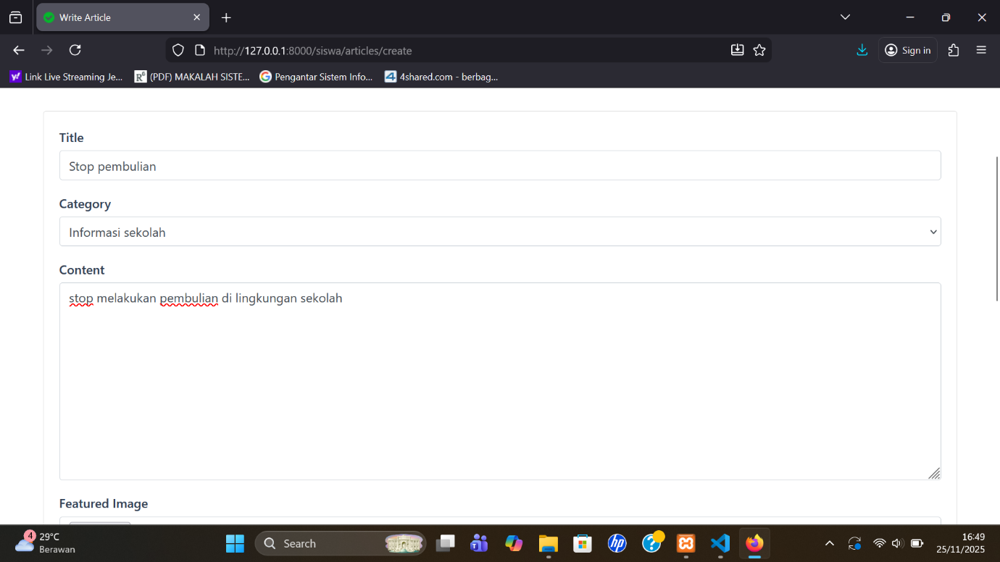 Write Article
http://127.0.0.1:8000/siswa/articles/create
Sign in
Link Live Streaming Je...
R6 (PDF) MAKALAH SISTE...
Pengantar Sistem Info...
4shared.com - berbag...
Title
Stop pembulian
Category
Informasi sekolah
Content
stop melakukan pembulian di lingkungan sekolah
Featured Image
4
29°C
Berawan
Search
hp
16:49
25/11/2025